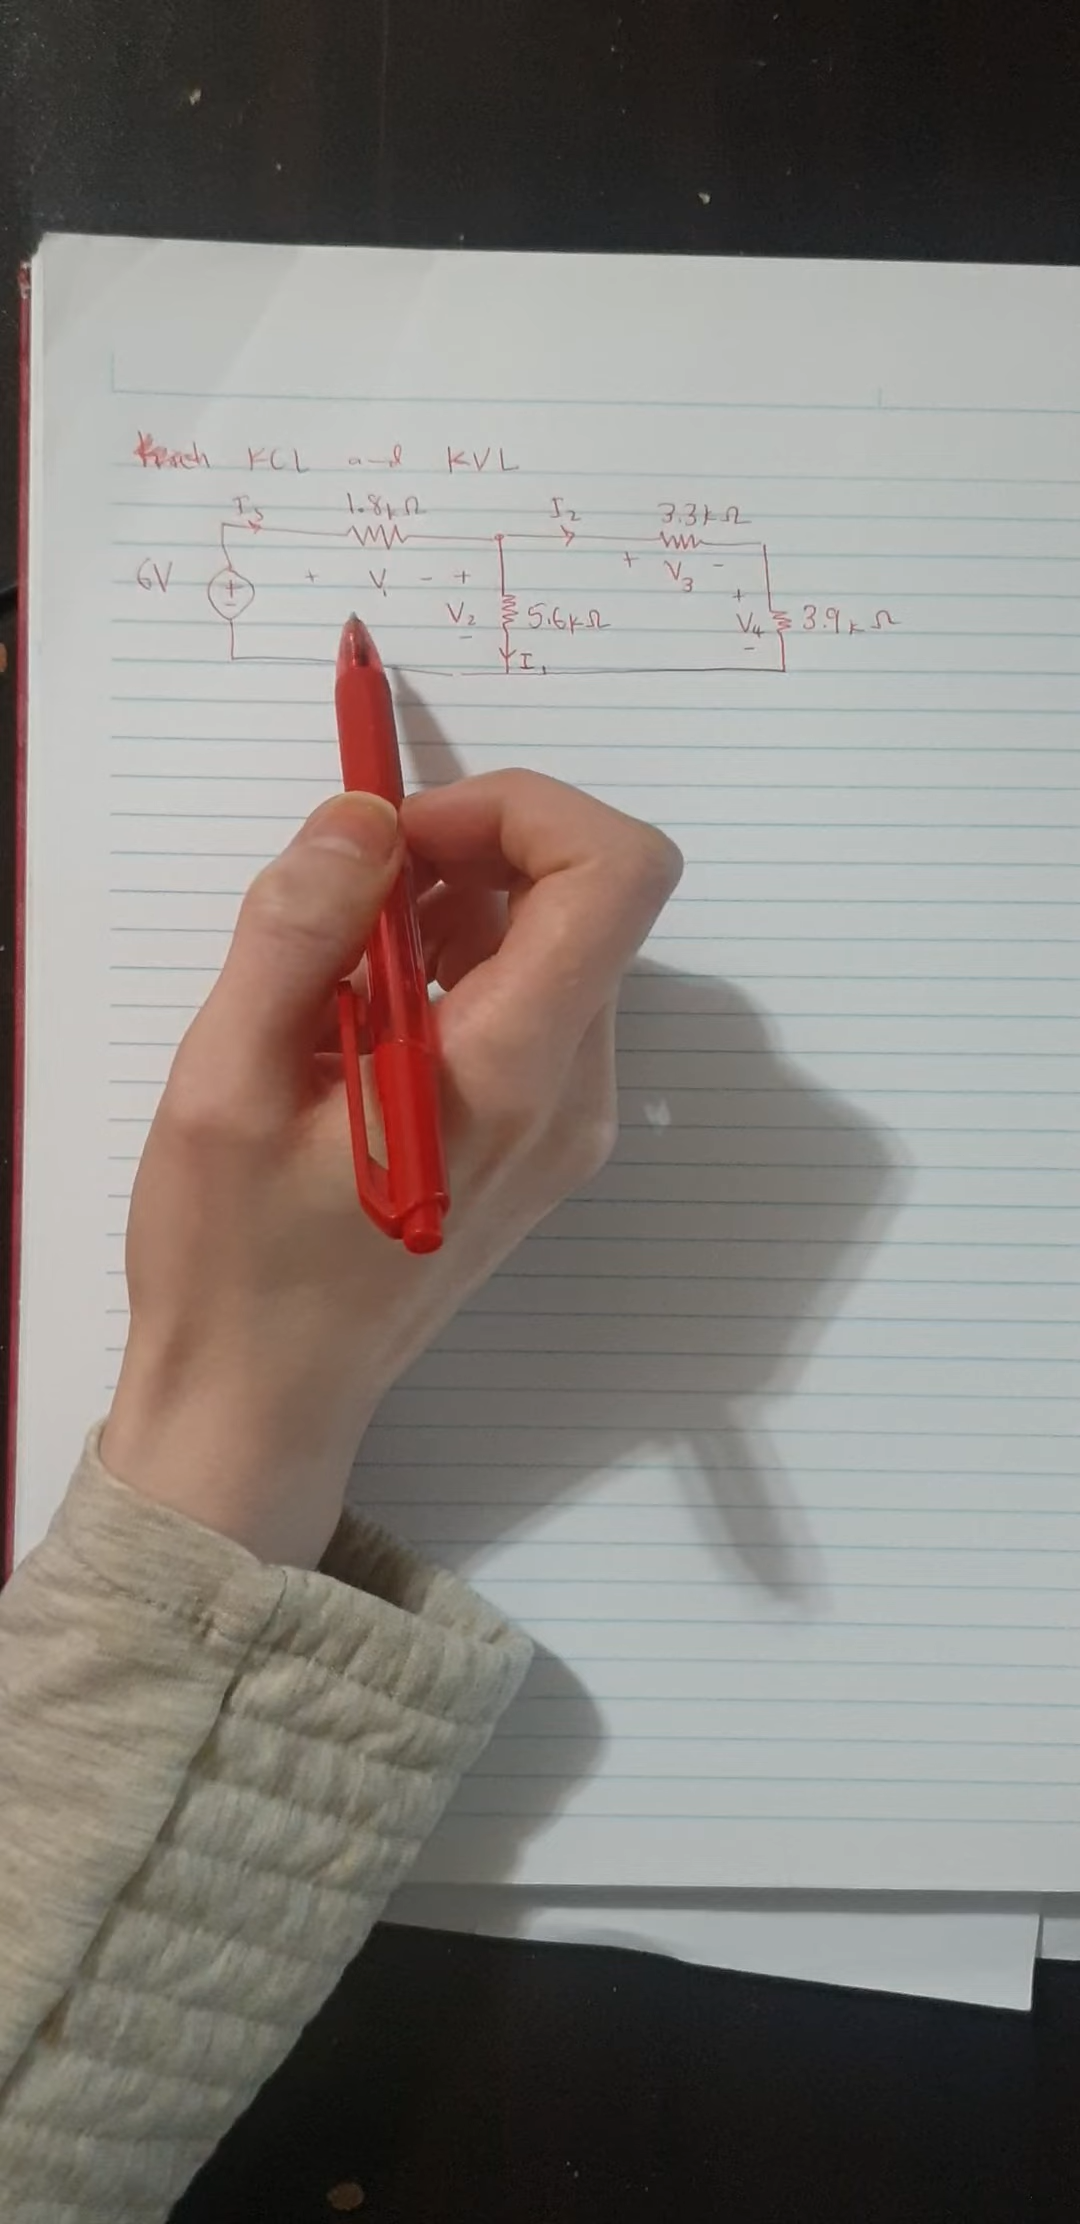 KCL and KVL
Is 1.8kΩ I2 3.3kΩ
6V + V1 - + + V3 -
V2 5.6kΩ + V4 3.9kΩ
- I1 -